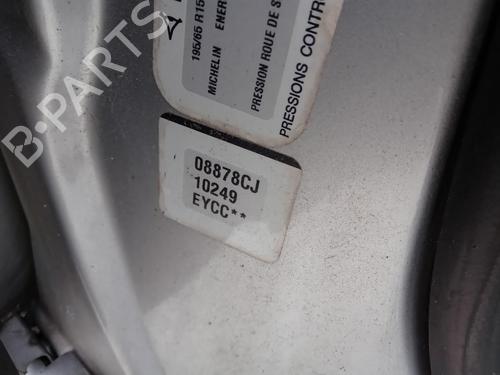 195/65 R15
MICHELIN ENER
PRESSION ROUE DE S
PRESSIONS CONTR
08878CJ
10249
EYCC**
B-PARTS